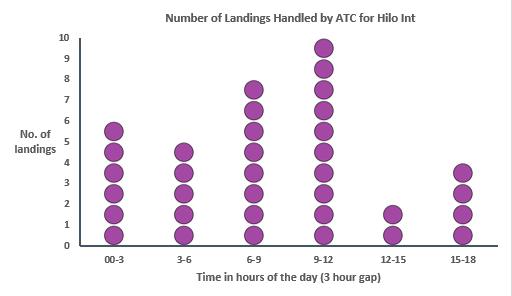 Number of Landings Handled by ATC for Hilo Int
10
9
8
7
6
5
4
3
2
1
0
No. of
landings
00-3 3-6 6-9 9-12 12-15 15-18
Time in hours of the day (3 hour gap)